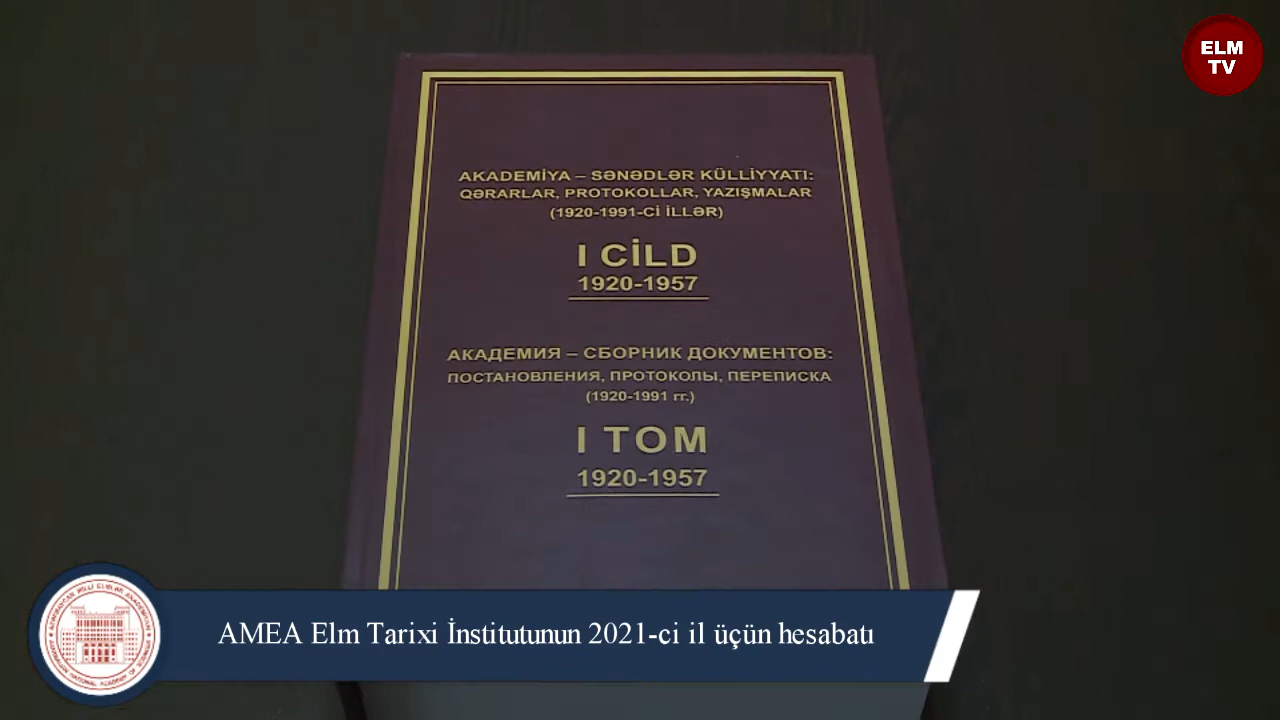 ELM
TV
AKADEMİYA – SƏNƏDLƏR KÜLLİYYATI:
QƏRARLAR, PROTOKOLLAR, YAZIŞMALAR
(1920-1991-Cİ İLLƏR)
I CİLD
1920-1957
АКАДЕМИЯ – СБОРНИК ДОКУМЕНТОВ:
ПОСТАНОВЛЕНИЯ, ПРОТОКОЛЫ, ПЕРЕПИСКА
(1920-1991 гг.)
I ТОМ
1920-1957
AMEA Elm Tarixi İnstitutunun 2021-ci il üçün hesabatı